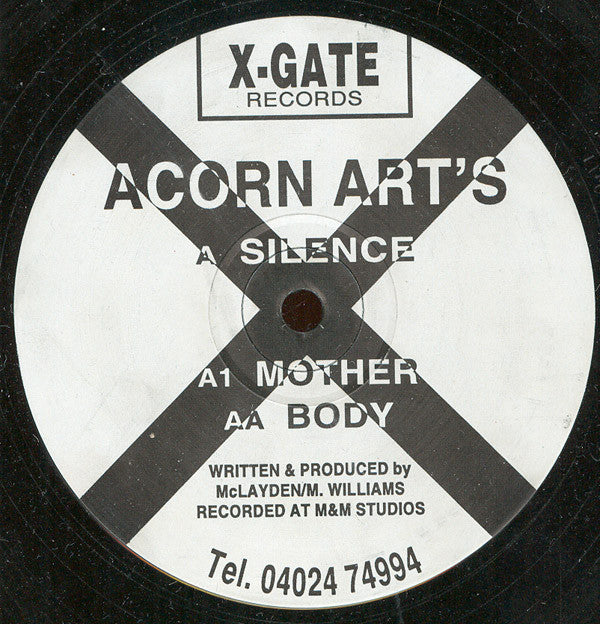 X-GATE
RECORDS
ACORN ART'S
A SILENCE
A1 MOTHER
AA BODY
WRITTEN & PRODUCED by
McLAYDEN/M. WILLIAMS
RECORDED AT M&M STUDIOS
Tel. 04024 74994